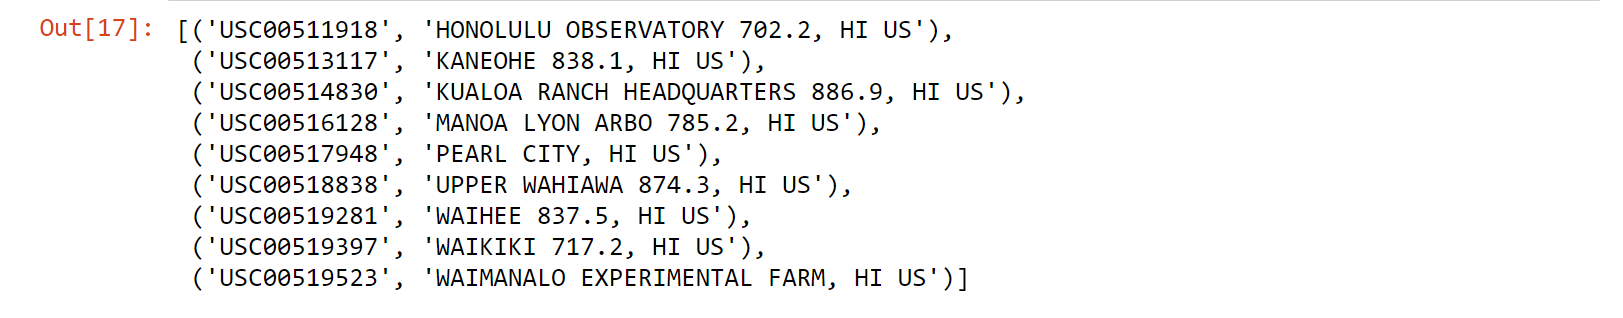 Out[17]: [('USC00511918', 'HONOLULU OBSERVATORY 702.2, HI US'),
('USC00513117', 'KANEOHE 838.1, HI US'),
('USC00514830', 'KUALOA RANCH HEADQUARTERS 886.9, HI US'),
('USC00516128', 'MANOA LYON ARBO 785.2, HI US'),
('USC00517948', 'PEARL CITY, HI US'),
('USC00518838', 'UPPER WAHIAWA 874.3, HI US'),
('USC00519281', 'WAIHEE 837.5, HI US'),
('USC00519397', 'WAIKIKI 717.2, HI US'),
('USC00519523', 'WAIMANALO EXPERIMENTAL FARM, HI US')]